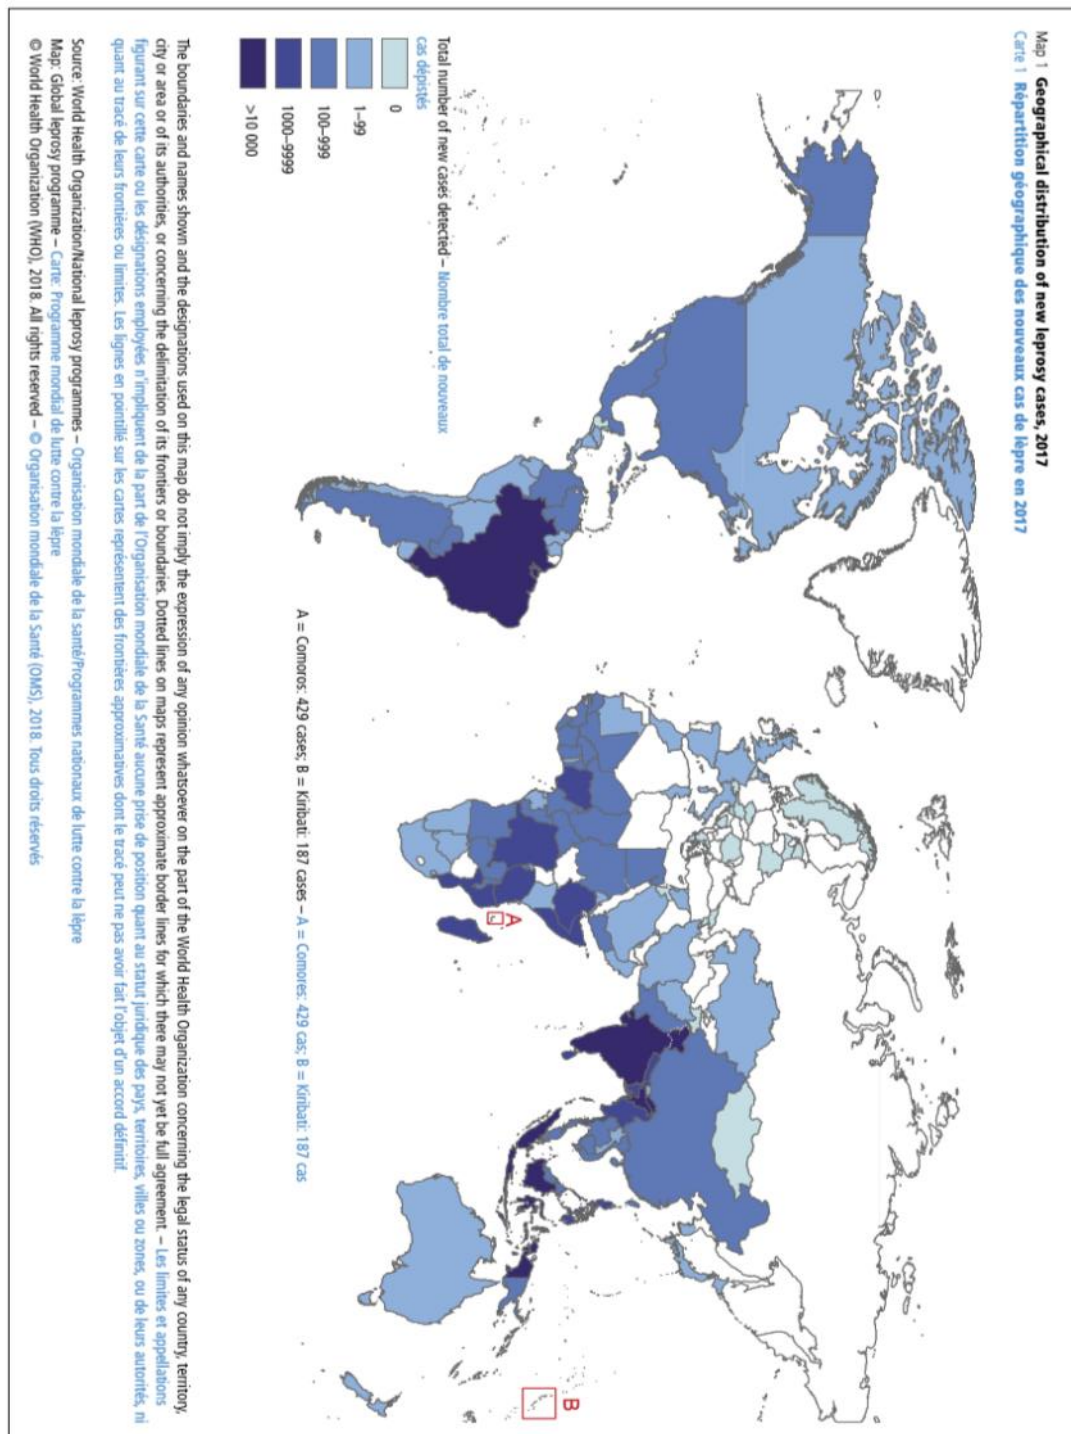 Map 1 Geographical distribution of new leprosy cases, 2017
Carte 1 Répartition géographique des nouveaux cas de lèpre en 2017
Total number of new cases detected – Nombre total de nouveaux
cas dépistés
0
1–99
100–999
1000–9999
>10 000
A
B
A = Comoros: 429 cases; B = Kiribati: 187 cases – A = Comores: 429 cas; B = Kiribati: 187 cas
The boundaries and names shown and the designations used on this map do not imply the expression of any opinion whatsoever on the part of the World Health Organization concerning the legal status of any country, territory,
city or area or of its authorities, or concerning the delimitation of its frontiers or boundaries. Dotted lines on maps represent approximate border lines for which there may not yet be full agreement. – Les limites et appellations
figurant sur cette carte ou les désignations employées n'impliquent de la part de l'Organisation mondiale de la Santé aucune prise de position quant au statut juridique des pays, territoires, villes ou zones, ou de leurs autorités, ni
quant au tracé de leurs frontières ou limites. Les lignes en pointillé sur les cartes représentent des frontières approximatives dont le tracé peut ne pas avoir fait l'objet d'un accord définitif.
Source: World Health Organization/National leprosy programmes – Organisation mondiale de la santé/Programmes nationaux de lutte contre la lèpre
Map: Global leprosy programme – Carte: Programme mondial de lutte contre la lèpre
© World Health Organization (WHO), 2018. All rights reserved – © Organisation mondiale de la Santé (OMS), 2018. Tous droits réservés